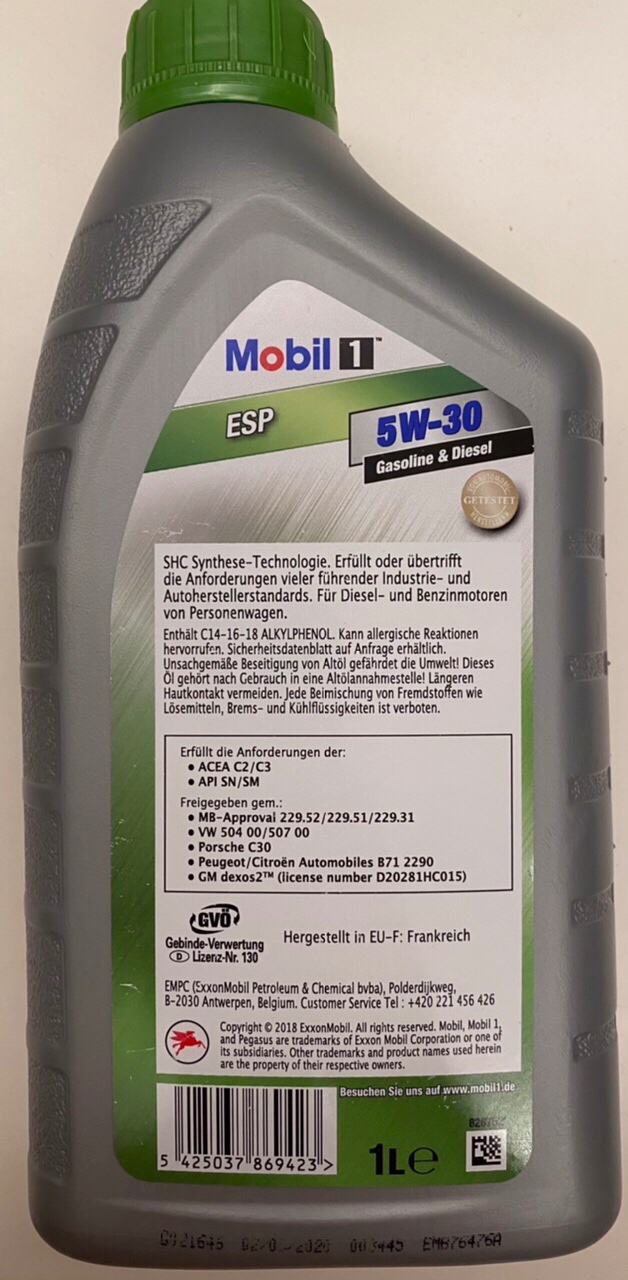 Mobil 1™
ESP
5W-30
Gasoline & Diesel
GETESTET
SHC Synthese-Technologie. Erfüllt oder übertrifft
die Anforderungen vieler führender Industrie- und
Autoherstellerstandards. Für Diesel- und Benzinmotoren
von Personenwagen.
Enthält C14-16-18 ALKYLPHENOL. Kann allergische Reaktionen
hervorrufen. Sicherheitsdatenblatt auf Anfrage erhältlich.
Unsachgemäße Beseitigung von Altöl gefährdet die Umwelt! Dieses
Öl gehört nach Gebrauch in eine Altölannahmestelle! Längeren
Hautkontakt vermeiden. Jede Beimischung von Fremdstoffen wie
Lösemitteln, Brems- und Kühlflüssigkeiten ist verboten.
Erfüllt die Anforderungen der:
• ACEA C2/C3
• API SN/SM
Freigegeben gem.:
• MB-Approval 229.52/229.51/229.31
• VW 504 00/507 00
• Porsche C30
• Peugeot/Citroën Automobiles B71 2290
• GM dexos2™ (license number D20281HC015)
GVÖ
Gebinde-Verwertung
D Lizenz-Nr. 130
Hergestellt in EU-F: Frankreich
EMPC (ExxonMobil Petroleum & Chemical bvba), Polderdijkweg,
B-2030 Antwerpen, Belgium. Customer Service Tel : +420 221 456 426
Copyright © 2018 ExxonMobil. All rights reserved. Mobil, Mobil 1,
and Pegasus are trademarks of Exxon Mobil Corporation or one of
its subsidiaries. Other trademarks and product names used herein
are the property of their respective owners.
Besuchen Sie uns auf www.mobil1.de
5 425037 869423 >
1L℮
EMB76476A